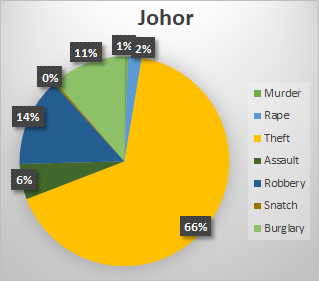 Johor
1%
2%
11%
0%
14%
6%
66%
Murder
Rape
Theft
Assault
Robbery
Snatch
Burglary